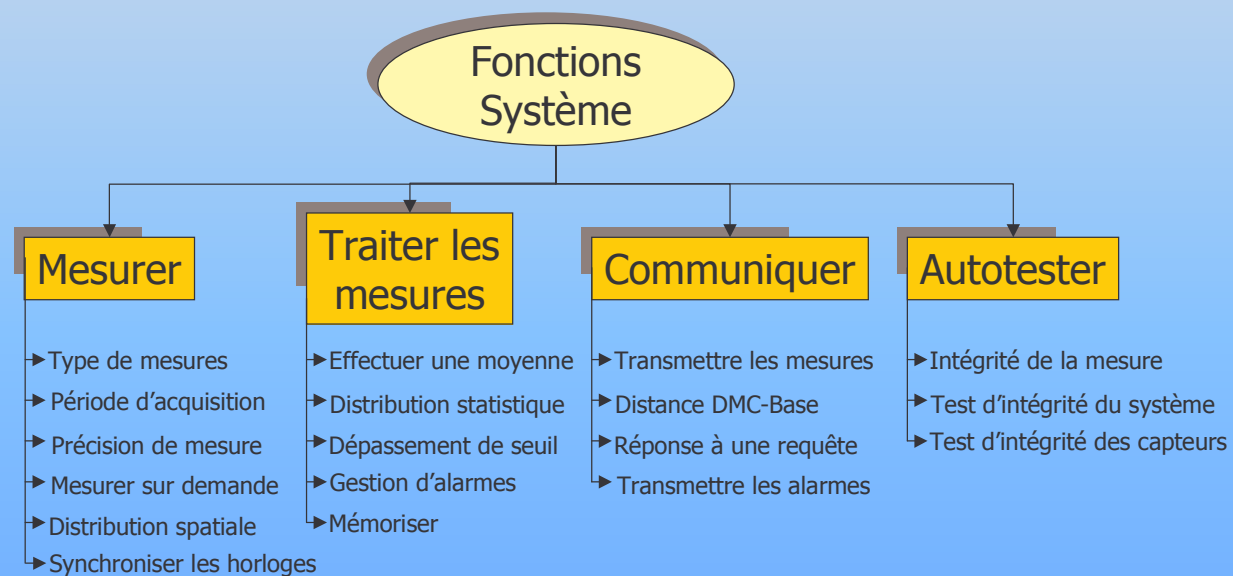 Fonctions
Système
Mesurer
Type de mesures
Période d'acquisition
Précision de mesure
Mesurer sur demande
Distribution spatiale
Synchroniser les horloges
Traiter les
mesures
Effectuer une moyenne
Distribution statistique
Dépassement de seuil
Gestion d'alarmes
Mémoriser
Communiquer
Transmettre les mesures
Distance DMC-Base
Réponse à une requête
Transmettre les alarmes
Autotester
Intégrité de la mesure
Test d'intégrité du système
Test d'intégrité des capteurs